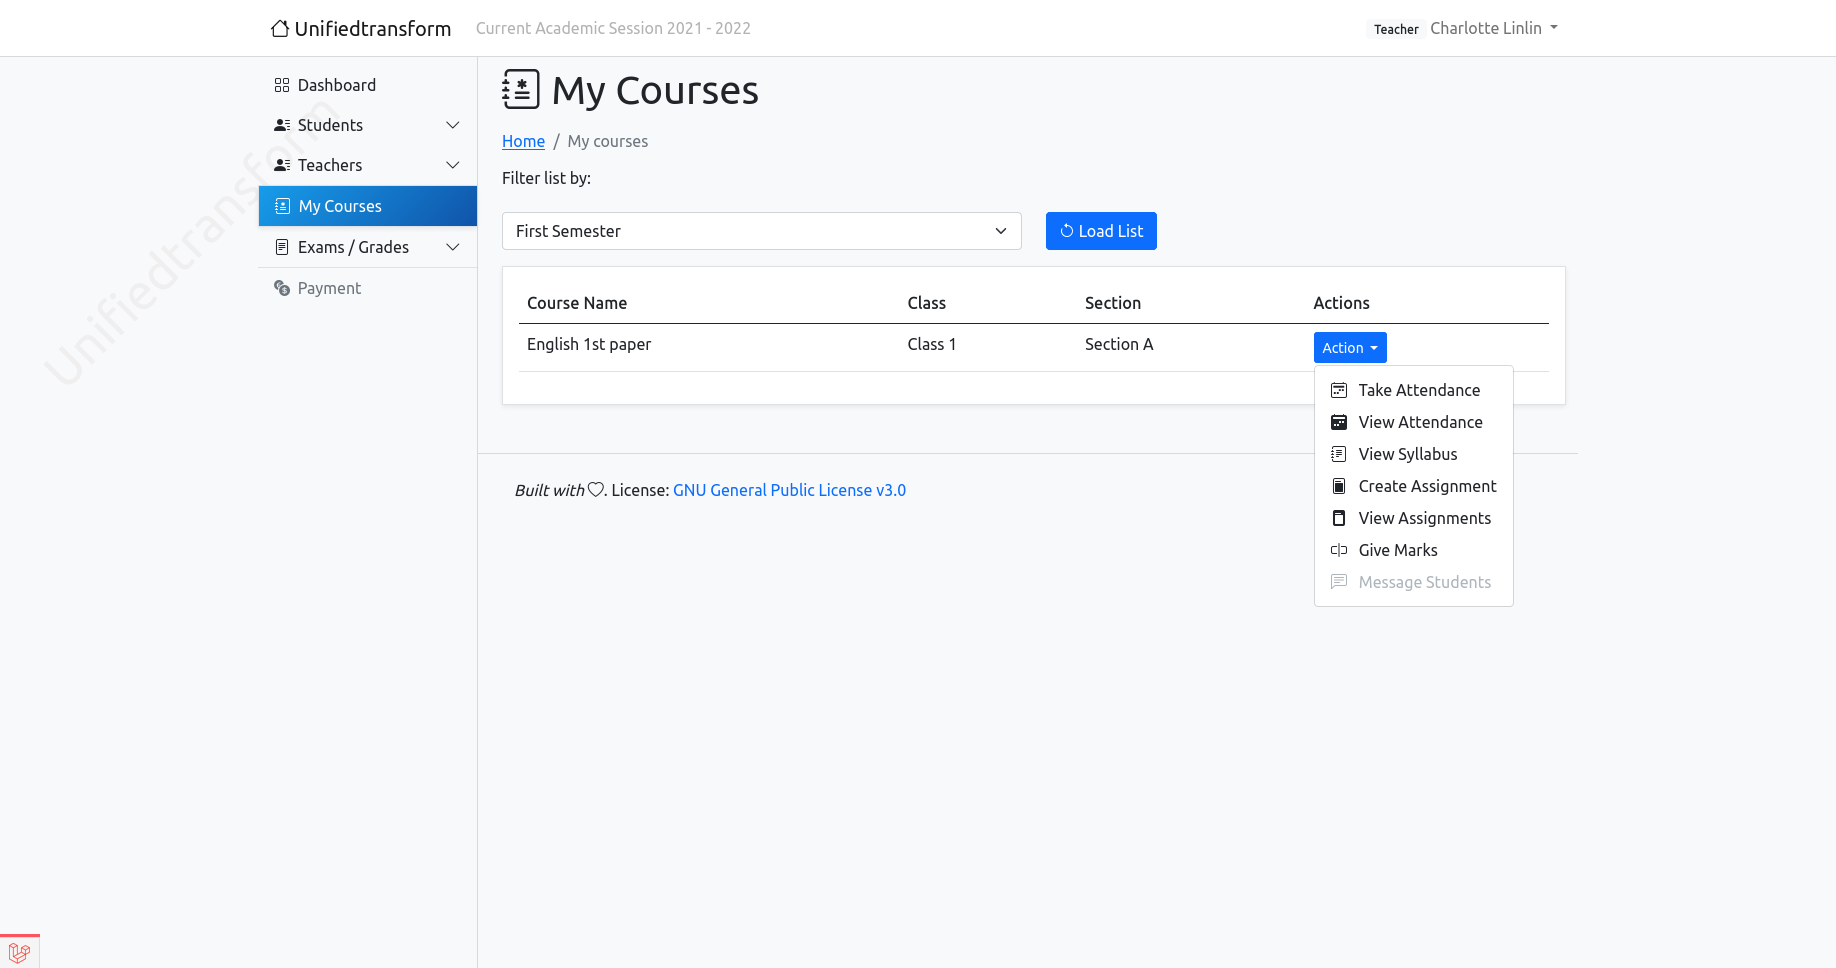 Unifiedtransform
Current Academic Session 2021 - 2022
Teacher
Charlotte Linlin
Dashboard
Students
Teachers
My Courses
Exams / Grades
Payment
Unifiedtransform
My Courses
Home / My courses
Filter list by:
First Semester
Load List
Course Name Class Section Actions
English 1st paper Class 1 Section A Action
Take Attendance
View Attendance
View Syllabus
Create Assignment
View Assignments
Give Marks
Message Students
Built with ♡. License: GNU General Public License v3.0